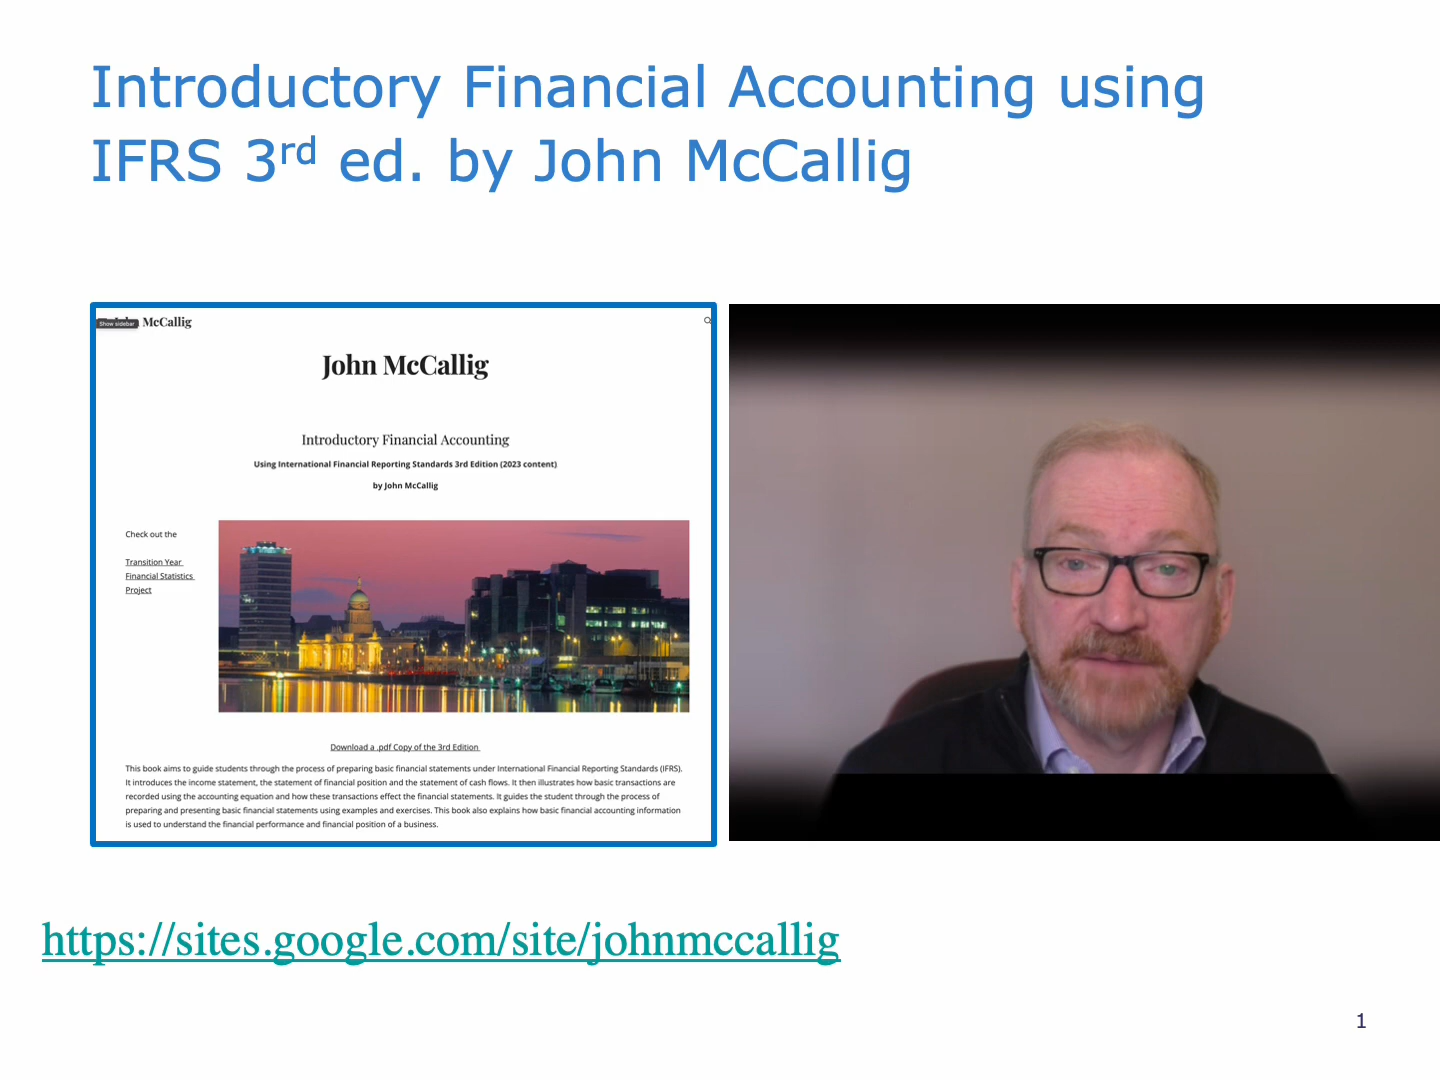 Introductory Financial Accounting using
IFRS 3rd ed. by John McCallig
Show sidebar
McCallig
John McCallig
Introductory Financial Accounting
Using International Financial Reporting Standards 3rd Edition (2023 content)
by John McCallig
Check out the
Transition Year
Financial Statistics
Project
Download a .pdf Copy of the 3rd Edition
This book aims to guide students through the process of preparing basic financial statements under International Financial Reporting Standards (IFRS).
It introduces the income statement, the statement of financial position and the statement of cash flows. It then illustrates how basic transactions are
recorded using the accounting equation and how these transactions effect the financial statements. It guides the student through the process of
preparing and presenting basic financial statements using examples and exercises. This book also explains how basic financial accounting information
is used to understand the financial performance and financial position of a business.
https://sites.google.com/site/johnmccallig
1